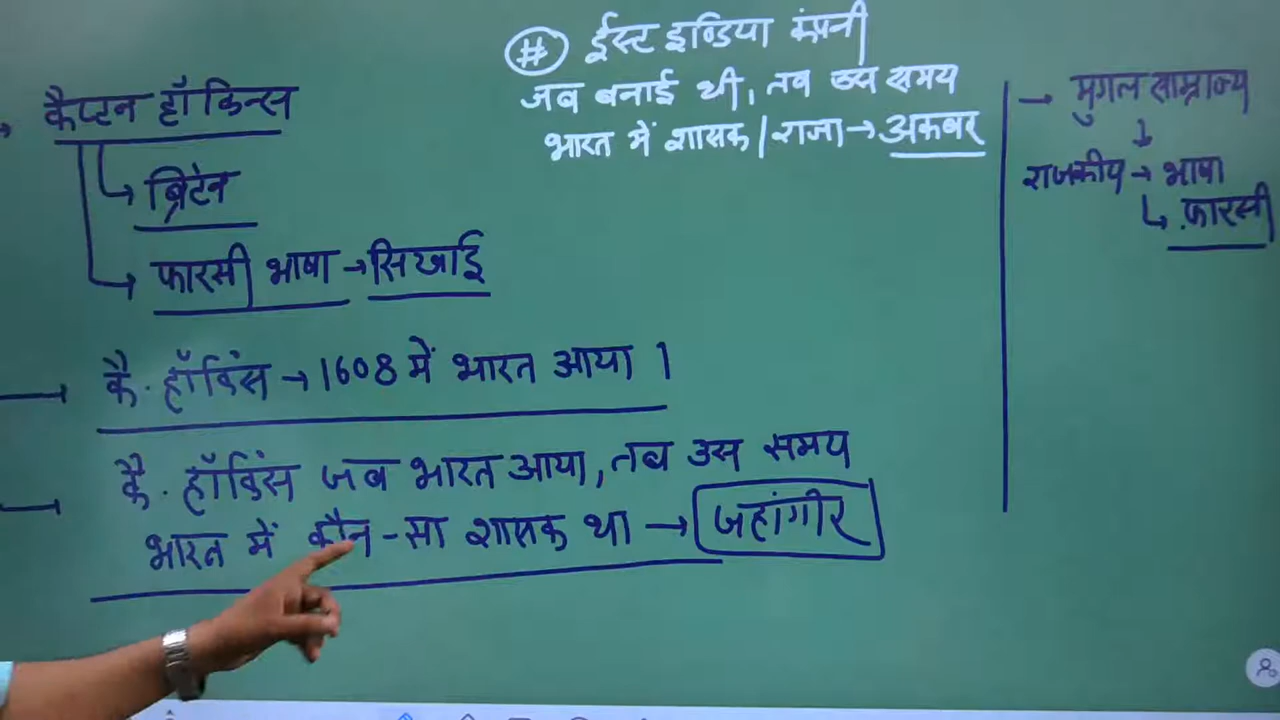 # ईस्ट इण्डिया कंपनी
जब बनाई थी, तब उस समय
भारत में शासक / राजा → अकबर
कैप्टन हॉकिन्स
↳ ब्रिटेन
↳ फारसी भाषा → सिखाई
कै. हॉकिंस → 1608 में भारत आया ।
कै. हॉकिंस जब भारत आया, तब उस समय
भारत में कौन-सा शासक था → जहांगीर
→ मुगल साम्राज्य
↓
राजकीय → भाषा
↳ फारसी